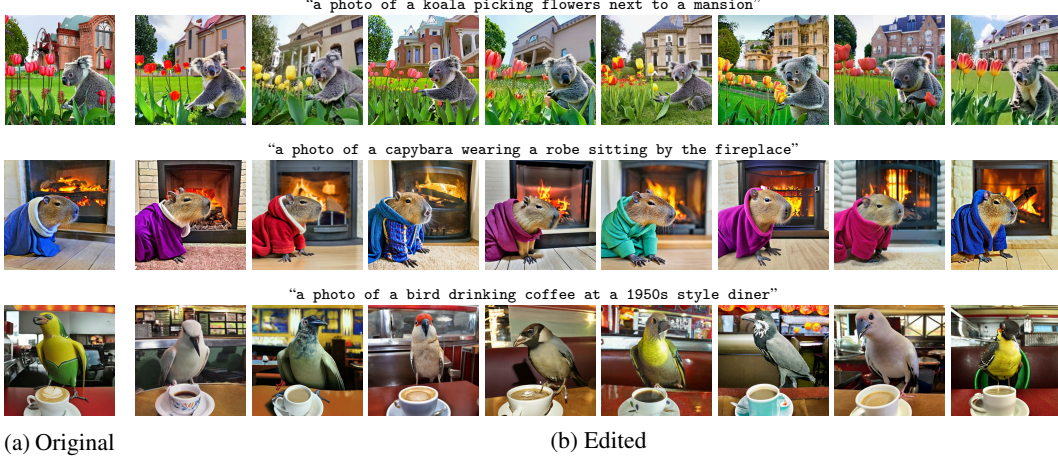 “a photo of a koala picking flowers next to a mansion”
“a photo of a capybara wearing a robe sitting by the fireplace”
“a photo of a bird drinking coffee at a 1950s style diner”
(a) Original
(b) Edited